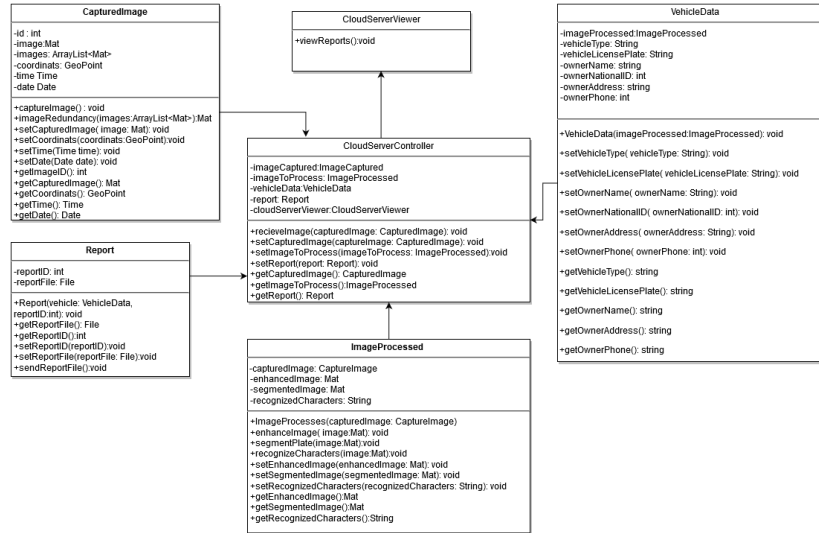 CapturedImage
-id : int
-image:Mat
-images: ArrayList<Mat>
-coordinats: GeoPoint
-time Time
-date Date
+captureImage() : void
+imageRedundancy(images:ArrayList<Mat>):Mat
+setCapturedImage( image: Mat): void
+setCoordinats(coordinats:GeoPoint):void
+setTime(Time time): void
+setDate(Date date): void
+getImageID(): int
+getCapturedImage(): Mat
+getCoordinats(): GeoPoint
+getTime(): Time
+getDate(): Date
CloudServerViewer
+viewReports():void
VehicleData
-imageProcessed:ImageProcessed
-vehicleType: String
-vehicleLicensePlate: String
-ownerName: string
-ownerNationalID: int
-ownerAddress: string
-ownerPhone: int
+VehicleData(imageProcessed:ImageProcessed): void
+setVehicleType( vehicleType: String): void
+setVehicleLicensePlate( vehicleLicensePlate: String): void
+setOwnerName( ownerName: String): void
+setOwnerNationalID( ownerNationalID: int): void
+setOwnerAddress( ownerAddress: String): void
+setOwnerPhone( ownerPhone: int): void
+getVehicleType(): string
+getVehicleLicensePlate(): string
+getOwnerName(): string
+getOwnerAddress(): string
+getOwnerPhone(): string
CloudServerController
-imageCaptured:ImageCaptured
-imageToProcess: ImageProcessed
-vehicleData:VehicleData
-report: Report
-cloudServerViewer:CloudServerViewer
+recieveImage(capturedImage: CapturedImage): void
+setCapturedImage(captureImage: CapturedImage): void
+setImageToProcess(imageToProcess: ImageProcessed):void
+setReport(report: Report): void
+getCapturedImage(): CapturedImage
+getImageToProcess():ImageProcessed
+getReport(): Report
Report
-reportID: int
-reportFile: File
+Report(vehicle: VehicleData,
reportID:int): void
+getReportFile(): File
+getReportID():int
+setReportID(reportID):void
+setReportFile(reportFile: File):void
+sendReportFile():void
ImageProcessed
-capturedImage: CaptureImage
-enhancedImage: Mat
-segmentedImage: Mat
-recognizedCharacters: String
+ImageProcesses(capturedImage: CaptureImage)
+enhanceImage( image:Mat): void
+segmentPlate(image:Mat):void
+recognizeCharacters(image:Mat):void
+setEnhancedImage(enhancedImage: Mat): void
+setSegmentedImage(segmentedImage: Mat): void
+setRecognizedCharacters(recognizedCharacters: String): void
+getEnhancedImage():Mat
+getSegmentedImage():Mat
+getRecognizedCharacters():String